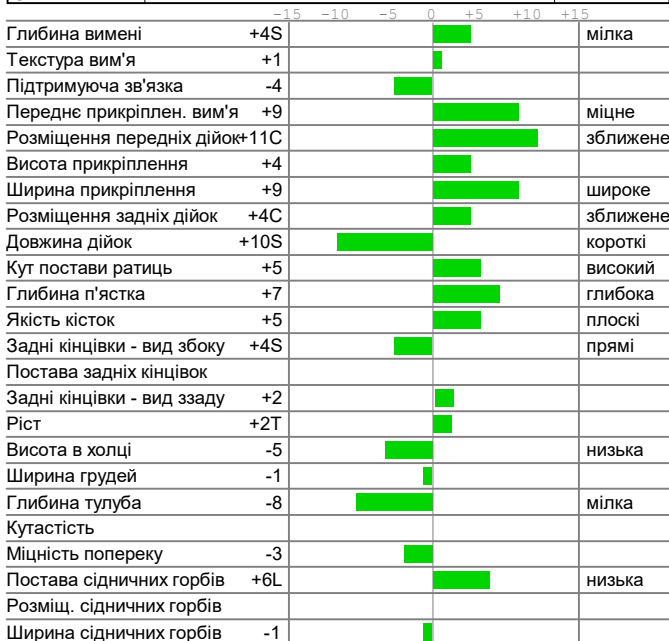 -15 -10 -5 0 +5 +10 +15
Глибина вимені +4S мілка
Текстура вим'я +1
Підтримуюча зв'язка -4
Переднє прикріплен. вим'я +9 міцне
Розміщення передніх дійок+11C зближене
Висота прикріплення +4
Ширина прикріплення +9 широке
Розміщення задніх дійок +4C зближене
Довжина дійок +10S короткі
Кут постави ратиць +5 високий
Глибина п'ястка +7 глибока
Якість кісток +5 плоскі
Задні кінцівки - вид збоку +4S прямі
Постава задніх кінцівок
Задні кінцівки - вид ззаду +2
Ріст +2T
Висота в холці -5 низька
Ширина грудей -1
Глибина тулуба -8 мілка
Кутастість
Міцність попереку -3
Постава сідничних горбів +6L низька
Розміщ. сідничних горбів
Ширина сідничних горбів -1